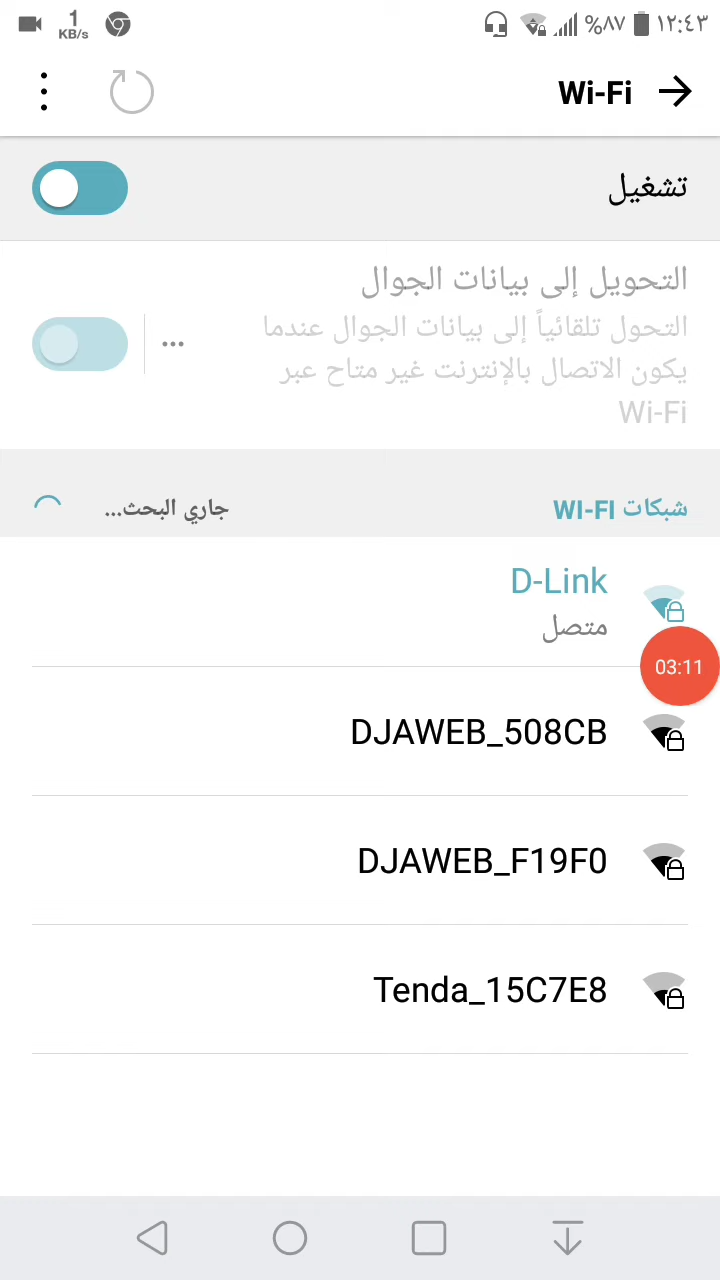 1
KB/s
%٨٧ ١٢:٤٣
Wi-Fi
تشغيل
التحويل إلى بيانات الجوال
التحول تلقائياً إلى بيانات الجوال عندما
يكون الاتصال بالإنترنت غير متاح عبر
Wi-Fi
شبكات WI-FI
جاري البحث...
D-Link
متصل
03:11
DJAWEB_508CB
DJAWEB_F19F0
Tenda_15C7E8